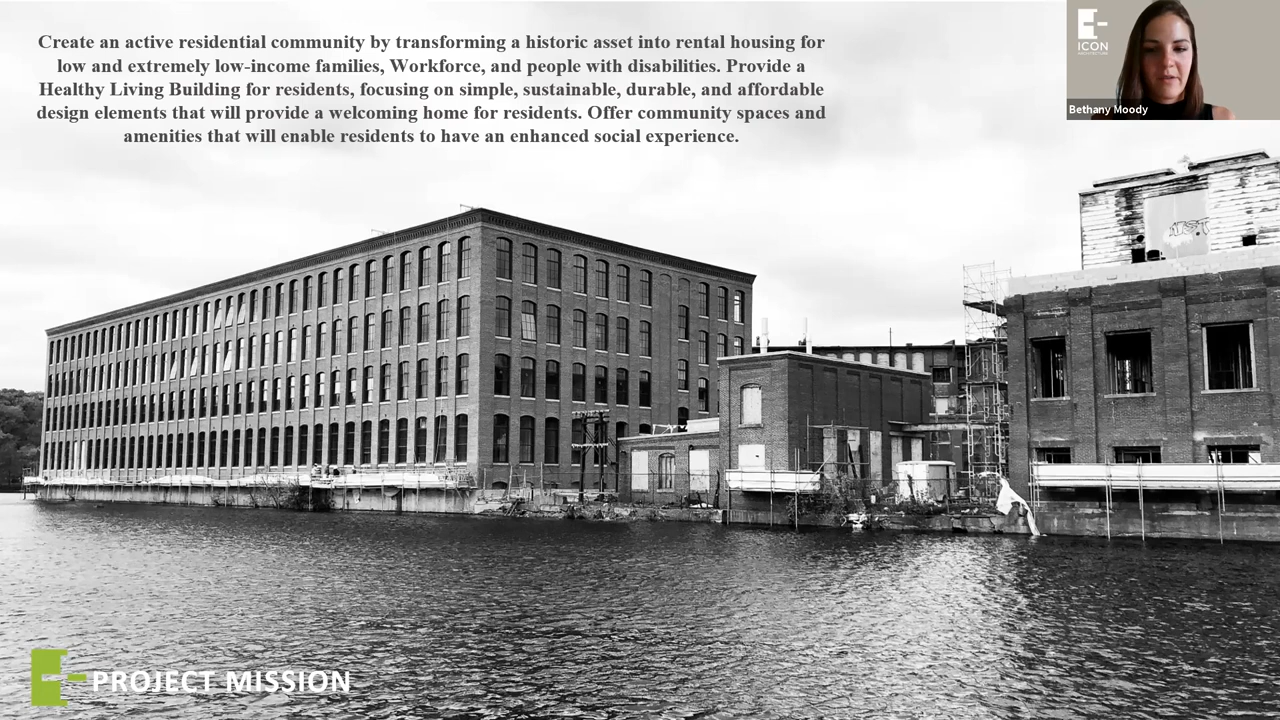 Create an active residential community by transforming a historic asset into rental housing for
low and extremely low-income families, Workforce, and people with disabilities. Provide a
Healthy Living Building for residents, focusing on simple, sustainable, durable, and affordable
design elements that will provide a welcoming home for residents. Offer community spaces and
amenities that will enable residents to have an enhanced social experience.
ICON
ARCHITECTURE
Bethany Moody
PROJECT MISSION